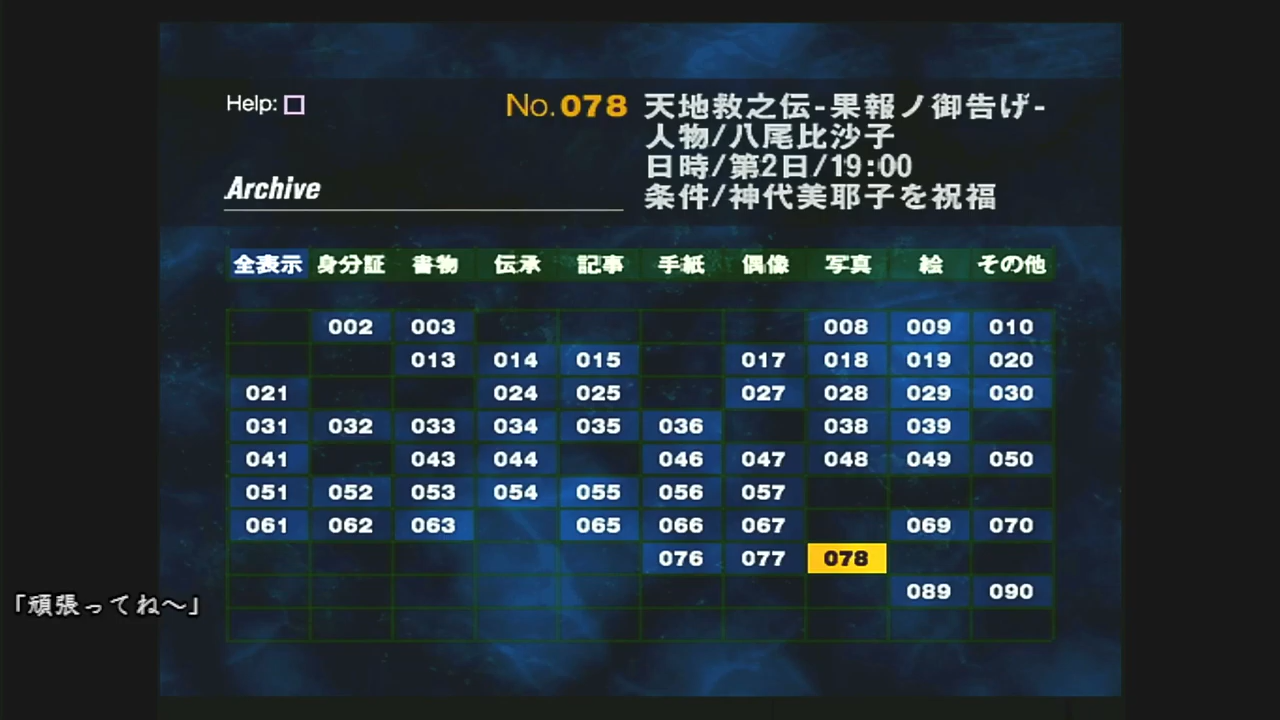 Help: □
No.078 天地救之伝-果報ノ御告げ-
人物/八尾比沙子
日時/第2日/19:00
条件/神代美耶子を祝福
Archive
全表示 身分証 書物 伝承 記事 手紙 偶像 写真 絵 その他
002 003 008 009 010
013 014 015 017 018 019 020
021 024 025 027 028 029 030
031 032 033 034 035 036 038 039
041 043 044 046 047 048 049 050
051 052 053 054 055 056 057
061 062 063 065 066 067 069 070
076 077 078
089 090
「頑張ってね〜」